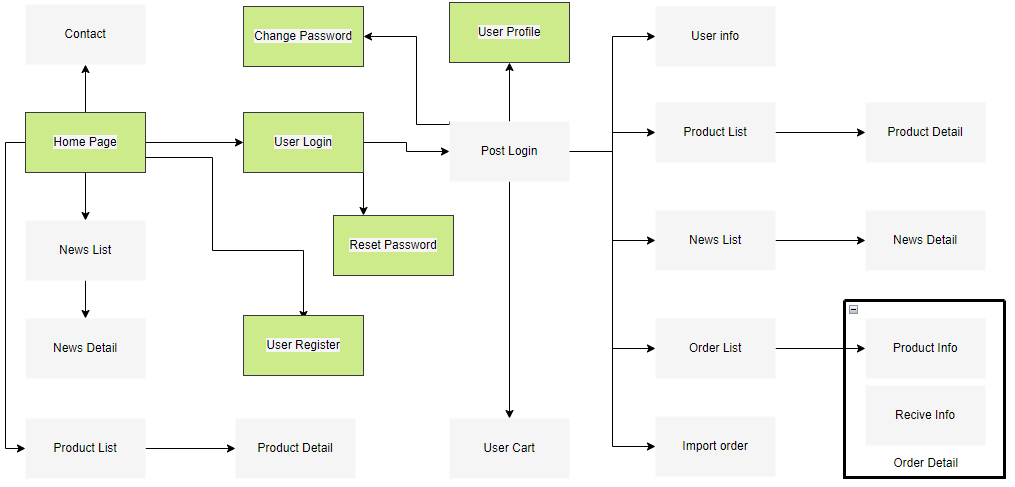 Contact
Change Password
User Profile
User info
Home Page
User Login
Post Login
Product List
Product Detail
Reset Password
News List
News List
News Detail
User Register
News Detail
Order List
Product Info
Recive Info
Product List
Product Detail
User Cart
Import order
Order Detail